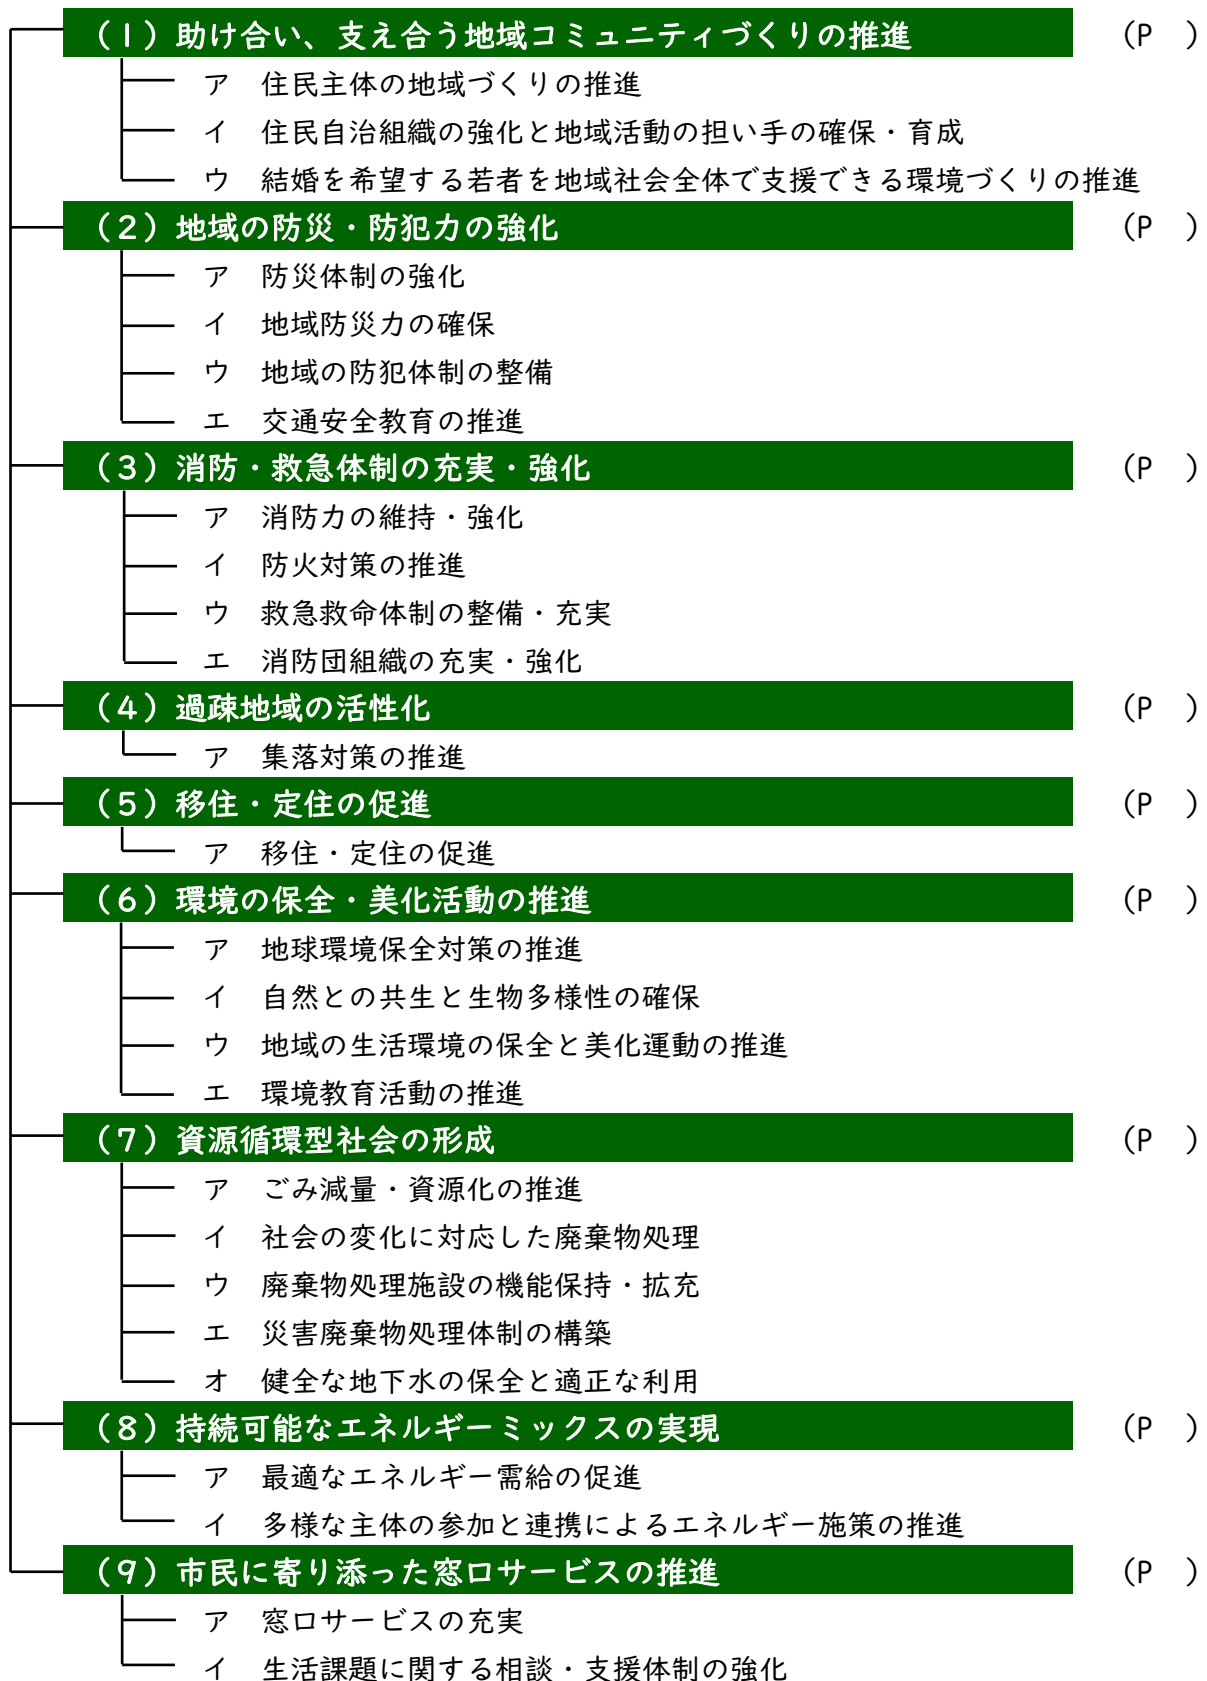 （1）助け合い、支え合う地域コミュニティづくりの推進　（P　）
ア　住民主体の地域づくりの推進
イ　住民自治組織の強化と地域活動の担い手の確保・育成
ウ　結婚を希望する若者を地域社会全体で支援できる環境づくりの推進
（2）地域の防災・防犯力の強化　（P　）
ア　防災体制の強化
イ　地域防災力の確保
ウ　地域の防犯体制の整備
エ　交通安全教育の推進
（3）消防・救急体制の充実・強化　（P　）
ア　消防力の維持・強化
イ　防火対策の推進
ウ　救急救命体制の整備・充実
エ　消防団組織の充実・強化
（4）過疎地域の活性化　（P　）
ア　集落対策の推進
（5）移住・定住の促進　（P　）
ア　移住・定住の促進
（6）環境の保全・美化活動の推進　（P　）
ア　地球環境保全対策の推進
イ　自然との共生と生物多様性の確保
ウ　地域の生活環境の保全と美化運動の推進
エ　環境教育活動の推進
（7）資源循環型社会の形成　（P　）
ア　ごみ減量・資源化の推進
イ　社会の変化に対応した廃棄物処理
ウ　廃棄物処理施設の機能保持・拡充
エ　災害廃棄物処理体制の構築
オ　健全な地下水の保全と適正な利用
（8）持続可能なエネルギーミックスの実現　（P　）
ア　最適なエネルギー需給の促進
イ　多様な主体の参加と連携によるエネルギー施策の推進
（9）市民に寄り添った窓口サービスの推進　（P　）
ア　窓口サービスの充実
イ　生活課題に関する相談・支援体制の強化